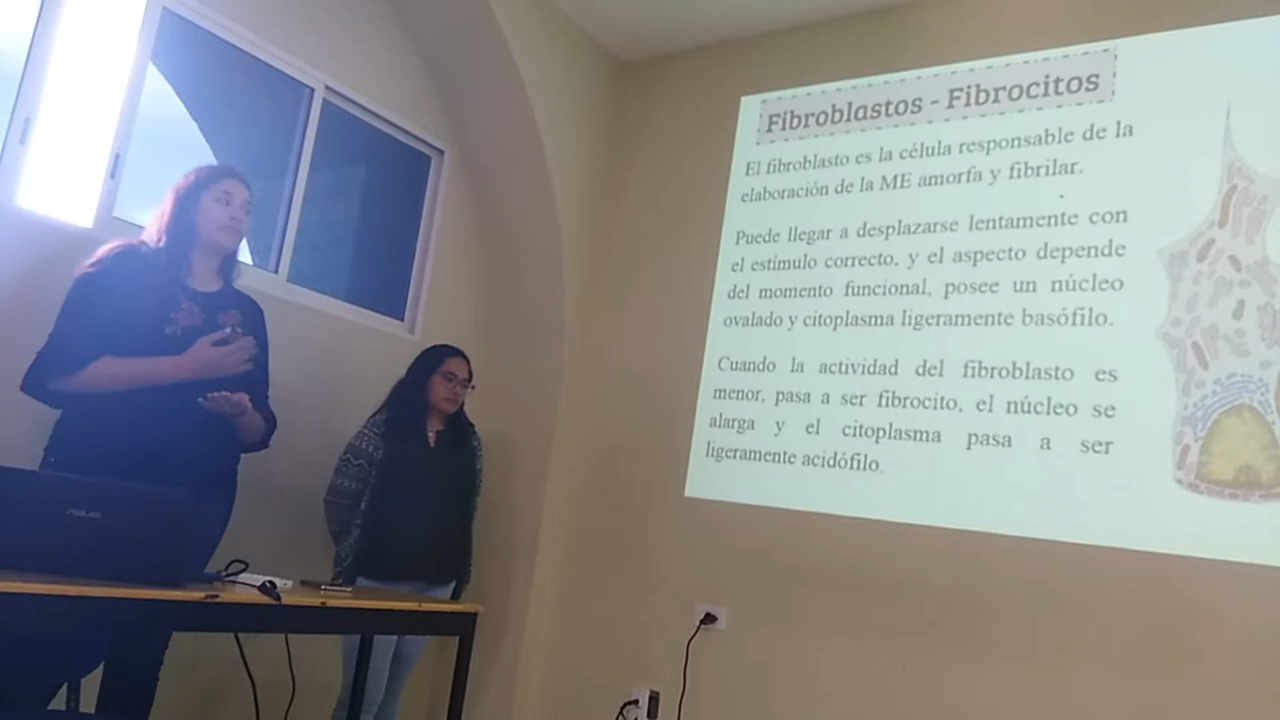 Fibroblastos - Fibrocitos
El fibroblasto es la célula responsable de la
elaboración de la ME amorfa y fibrilar.
Puede llegar a desplazarse lentamente con
el estímulo correcto, y el aspecto depende
del momento funcional, posee un núcleo
ovalado y citoplasma ligeramente basófilo.
Cuando la actividad del fibroblasto es
menor, pasa a ser fibrocito, el núcleo se
alarga y el citoplasma pasa a ser
ligeramente acidófilo.
ASUS